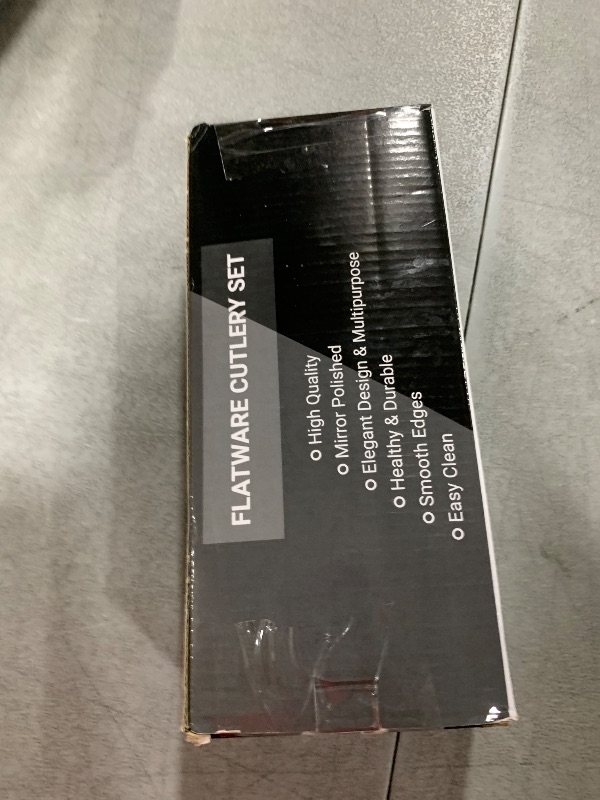 FLATWARE CUTLERY SET
High Quality
Mirror Polished
Elegant Design & Multipurpose
Healthy & Durable
Smooth Edges
Easy Clean